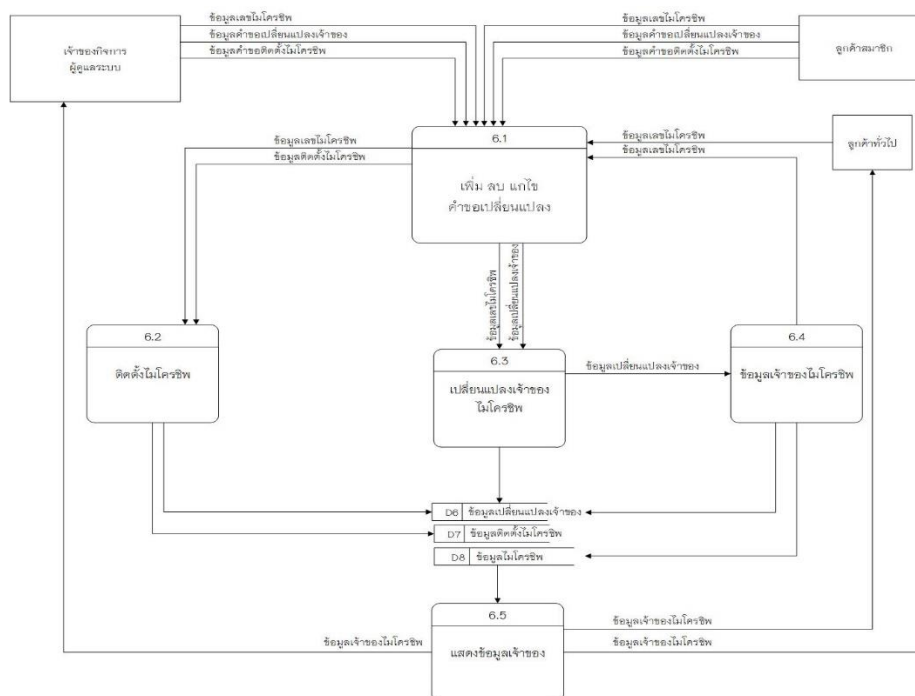 ข้อมูลเลขไมโครชิพ
ข้อมูลคำขอเปลี่ยนแปลงเจ้าของ
ข้อมูลคำขอติดตั้งไมโครชิพ
เจ้าของกิจการ
ผู้ดูแลระบบ
ข้อมูลเลขไมโครชิพ
ข้อมูลคำขอเปลี่ยนแปลงเจ้าของ
ข้อมูลคำขอติดตั้งไมโครชิพ
ลูกค้าสมาชิก
ข้อมูลเลขไมโครชิพ
ข้อมูลติดตั้งไมโครชิพ
6.1
เพิ่ม ลบ แกไข
คำขอเปลี่ยนแปลง
ข้อมูลเลขไมโครชิพ
ข้อมูลเลขไมโครชิพ
ลูกค้าทั่วไป
ข้อมูลเลขไมโครชิพ
ข้อมูลเปลี่ยนแปลงเจ้าของ
6.2
ติดตั้งไมโครชิพ
6.3
เปลี่ยนแปลงเจ้าของ
ไมโครชิพ
ข้อมูลเปลี่ยนแปลงเจ้าของ
6.4
ข้อมูลเจ้าของไมโครชิพ
D6 ข้อมูลเปลี่ยนแปลงเจ้าของ
D7 ข้อมูลติดตั้งไมโครชิพ
D8 ข้อมูลไมโครชิพ
6.5
แสดงข้อมูลเจ้าของ
ข้อมูลเจ้าของไมโครชิพ
ข้อมูลเจ้าของไมโครชิพ
ข้อมูลเจ้าของไมโครชิพ